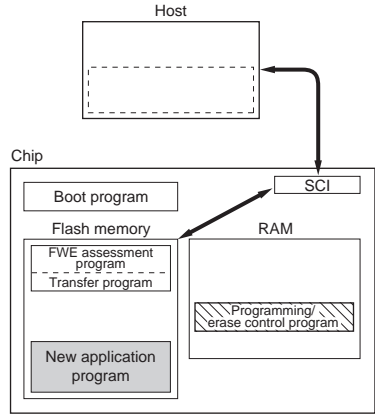 Host
Chip
SCI
Boot program
Flash memory
RAM
FWE assessment
program
Transfer program
Programming/
erase control program
New application
program